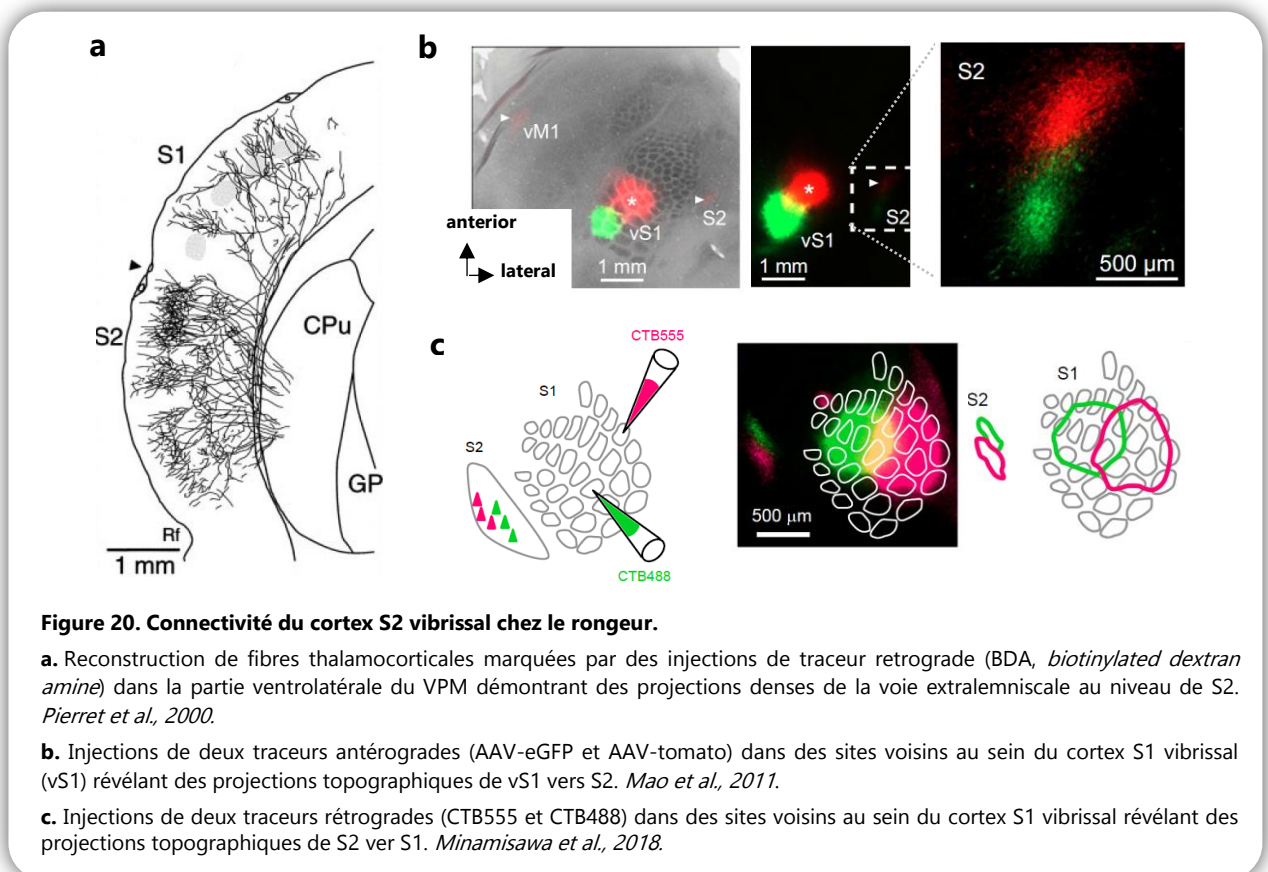 a
S1
S2
CPu
GP
Rf
1 mm
b
vM1
S2
vS1
anterior
lateral
1 mm
S2
vS1
1 mm
S2
500 µm
c
CTB555
S1
S2
CTB488
500 µm
S2
S1
Figure 20. Connectivité du cortex S2 vibrissal chez le rongeur.
a. Reconstruction de fibres thalamocorticales marquées par des injections de traceur retrograde (BDA, biotinylated dextran
amine) dans la partie ventrolatérale du VPM démontrant des projections denses de la voie extralemniscale au niveau de S2.
Pierret et al., 2000.
b. Injections de deux traceurs antérogrades (AAV-eGFP et AAV-tomato) dans des sites voisins au sein du cortex S1 vibrissal
(vS1) révélant des projections topographiques de vS1 vers S2. Mao et al., 2011.
c. Injections de deux traceurs rétrogrades (CTB555 et CTB488) dans des sites voisins au sein du cortex S1 vibrissal révélant des
projections topographiques de S2 ver S1. Minamisawa et al., 2018.